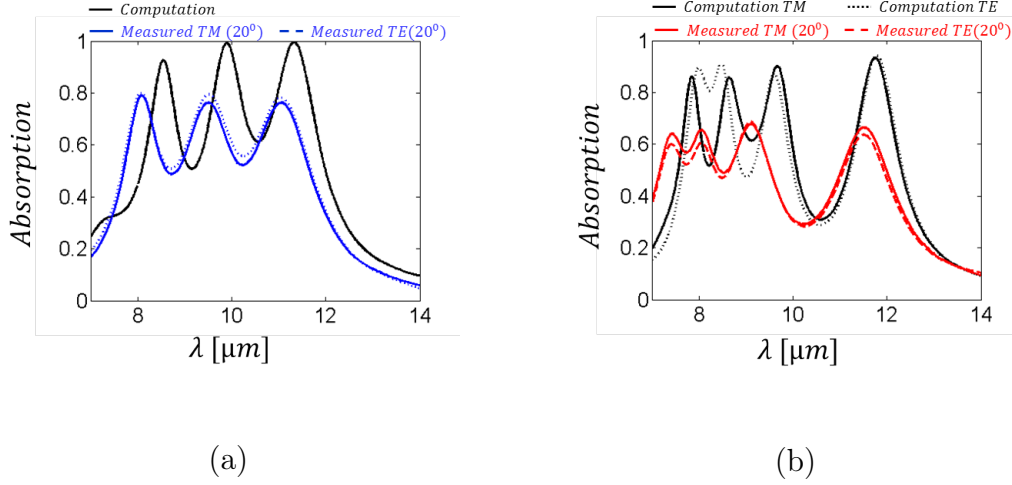 Computation
Measured TM (20⁰) Measured TE(20⁰)
1
0.8
0.6
0.4
0.2
0
Absorption
8 10 12 14
λ [μm]
(a)
Computation TM Computation TE
Measured TM (20⁰) Measured TE(20⁰)
1
0.8
0.6
0.4
0.2
0
Absorption
8 10 12 14
λ [μm]
(b)